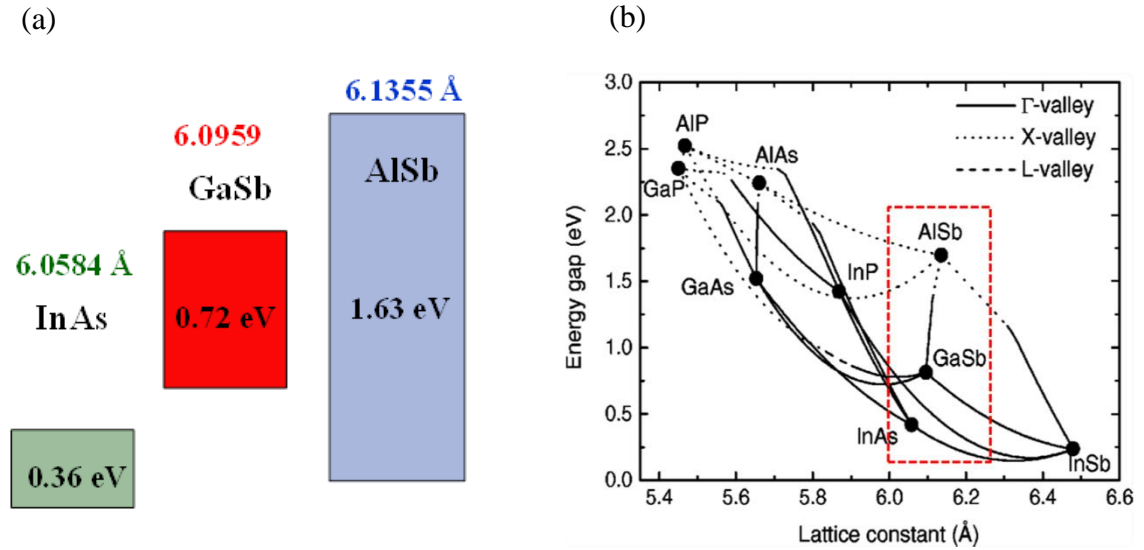 (a)
6.1355 Å
6.0959
GaSb
AlSb
6.0584 Å
InAs
0.72 eV
1.63 eV
0.36 eV
(b)
3.0
2.5
2.0
1.5
1.0
0.5
0.0
Energy gap (eV)
Γ-valley
X-valley
L-valley
AlP
AlAs
GaP
AlSb
InP
GaAs
GaSb
InAs
InSb
5.4 5.6 5.8 6.0 6.2 6.4 6.6
Lattice constant (Å)